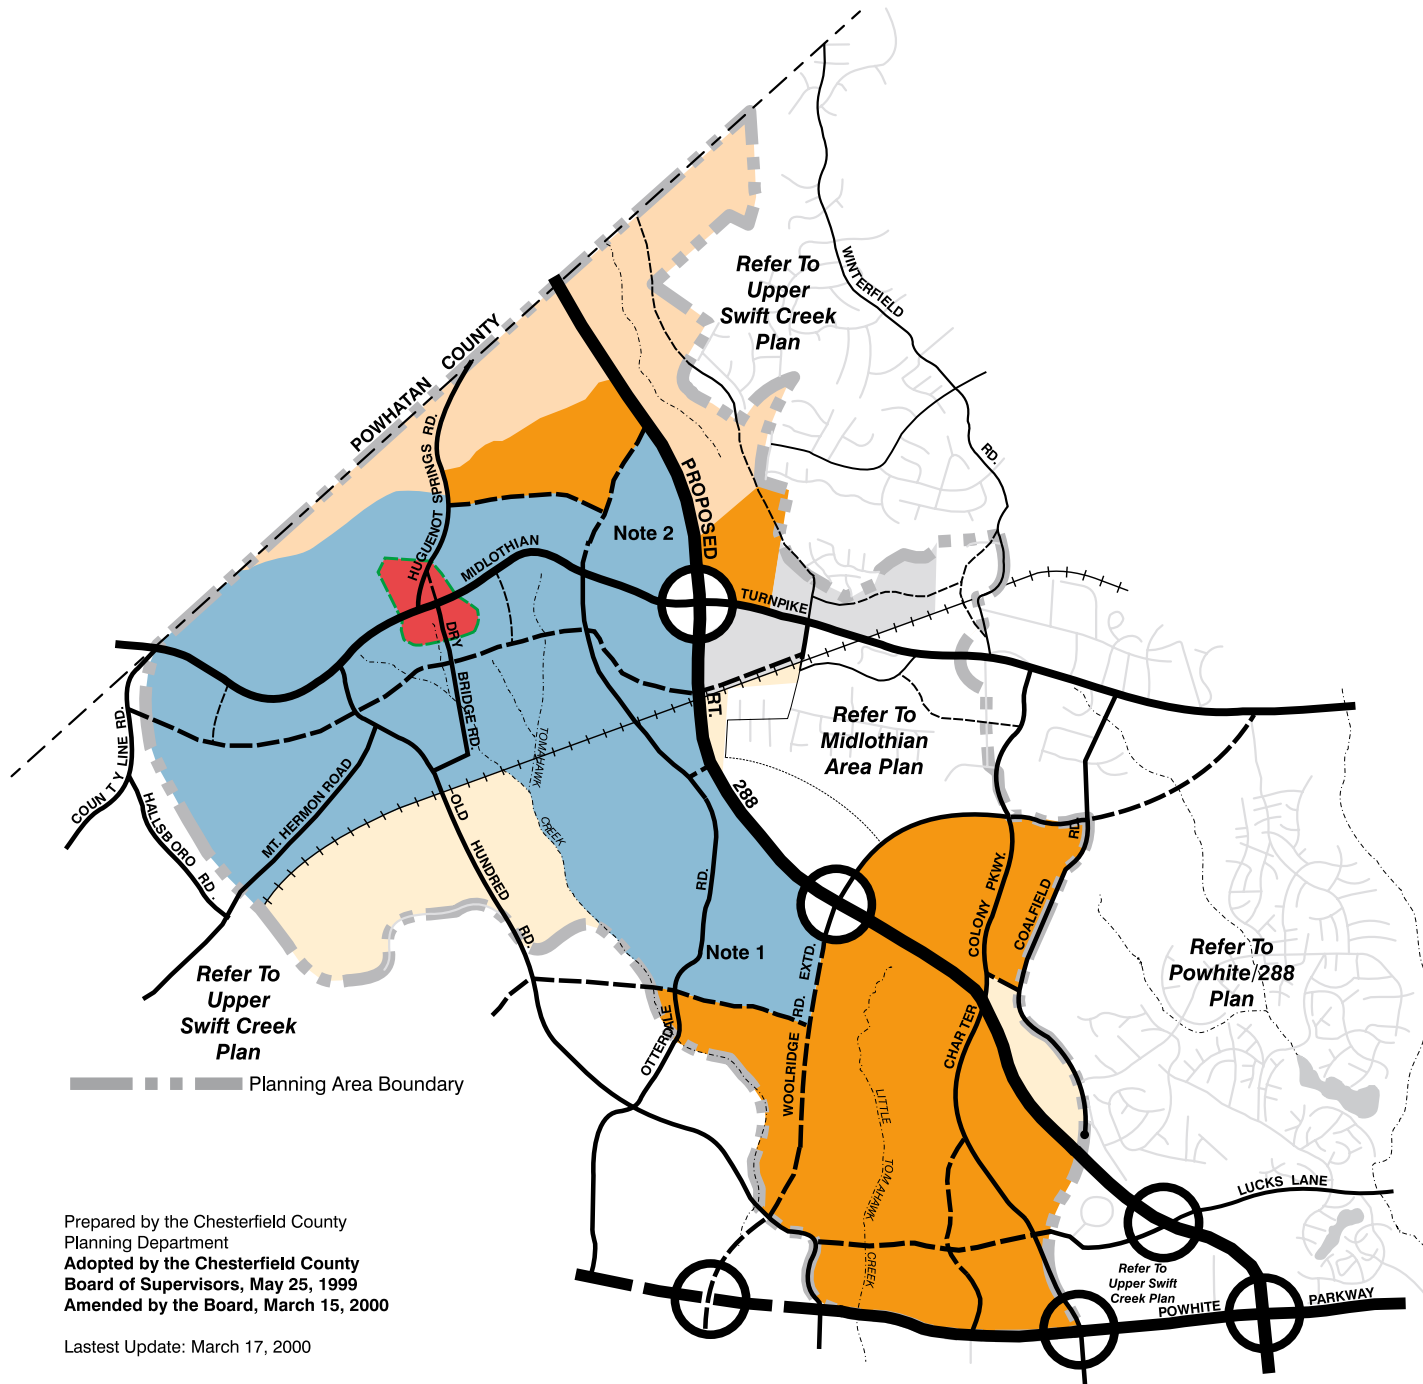 Refer To
Upper
Swift Creek
Plan
WINTERFIELD
RD.
POWHATAN COUNTY
HUGUENOT SPRINGS RD.
PROPOSED
Note 2
MIDLOTHIAN
TURNPIKE
DRY
BRIDGE RD.
RT.
288
Refer To
Midlothian
Area Plan
COUNTY LINE RD.
HALLSBORO
RD.
MT. HERMON ROAD
OLD
HUNDRED
RD.
TOMAHAWK
CREEK
RD.
OTTERDALE
Note 1
WOOLRIDGE RD. EXTD.
COLONY PKWY.
CHARTER
COALFIELD
RD.
Refer To
Powhite/288
Plan
Refer To
Upper
Swift Creek
Plan
Planning Area Boundary
LITTLE
TOMAHAWK
CREEK
LUCKS LANE
Refer To
Upper Swift
Creek Plan
POWHITE
PARKWAY
Prepared by the Chesterfield County
Planning Department
Adopted by the Chesterfield County
Board of Supervisors, May 25, 1999
Amended by the Board, March 15, 2000
Lastest Update: March 17, 2000